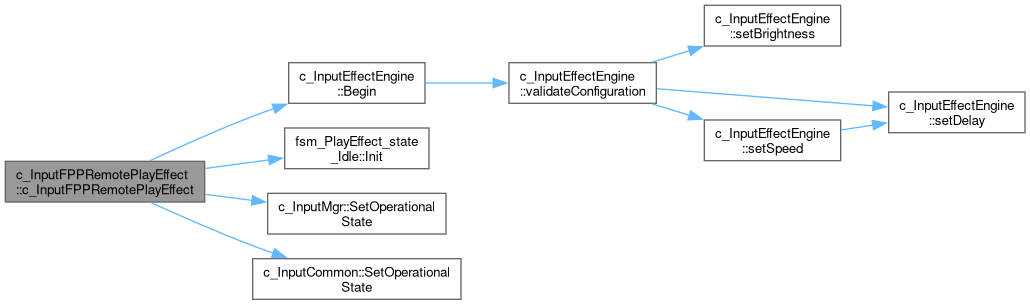 c_InputFPPRemotePlayEffect
::c_InputFPPRemotePlayEffect
c_InputEffectEngine
::Begin
fsm_PlayEffect_state
_Idle::Init
c_InputMgr::SetOperational
State
c_InputCommon::SetOperational
State
c_InputEffectEngine
::validateConfiguration
c_InputEffectEngine
::setBrightness
c_InputEffectEngine
::setSpeed
c_InputEffectEngine
::setDelay